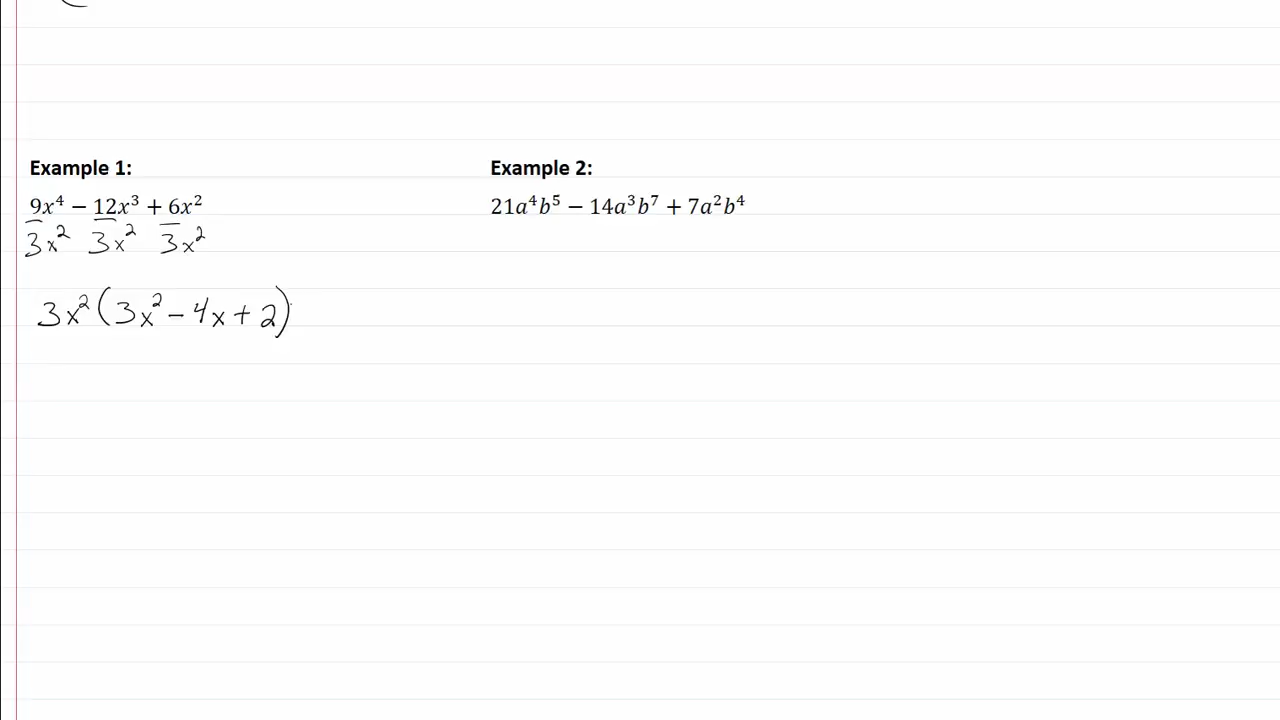 Example 1:
9x⁴ − 12x³ + 6x²
3x² 3x² 3x²
3x²(3x² − 4x + 2)
Example 2:
21a⁴b⁵ − 14a³b⁷ + 7a²b⁴